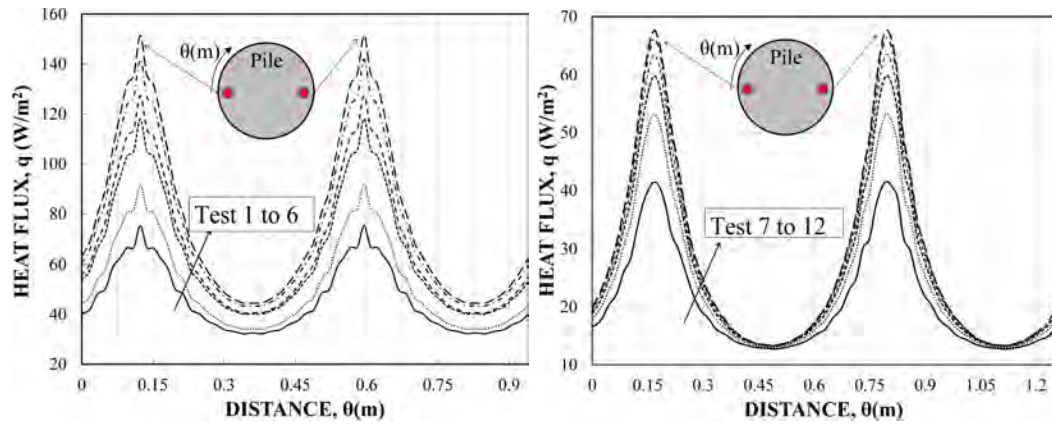 160
140
120
100
80
60
40
20
HEAT FLUX, q (W/m²)
θ(m)
Pile
Test 1 to 6
0 0.15 0.3 0.45 0.6 0.75 0.9
DISTANCE, θ(m)
70
60
50
40
30
20
10
HEAT FLUX, q (W/m²)
θ(m)
Pile
Test 7 to 12
0 0.15 0.3 0.45 0.6 0.75 0.9 1.05 1.2
DISTANCE, θ(m)